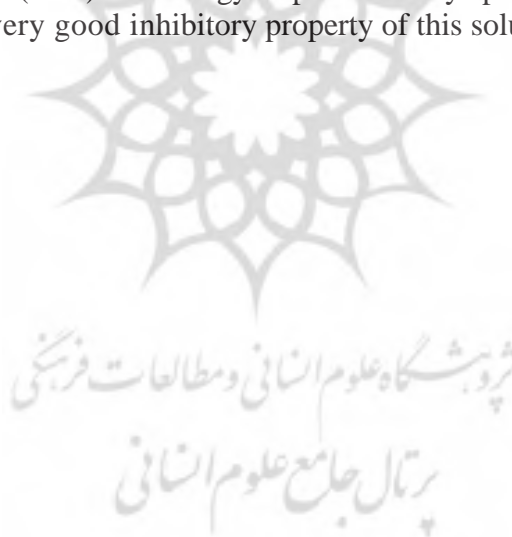 very good inhibitory property of this solu
پژوهشگاه علوم انسانی و مطالعات فرهنگی
پرتال جامع علوم انسانی